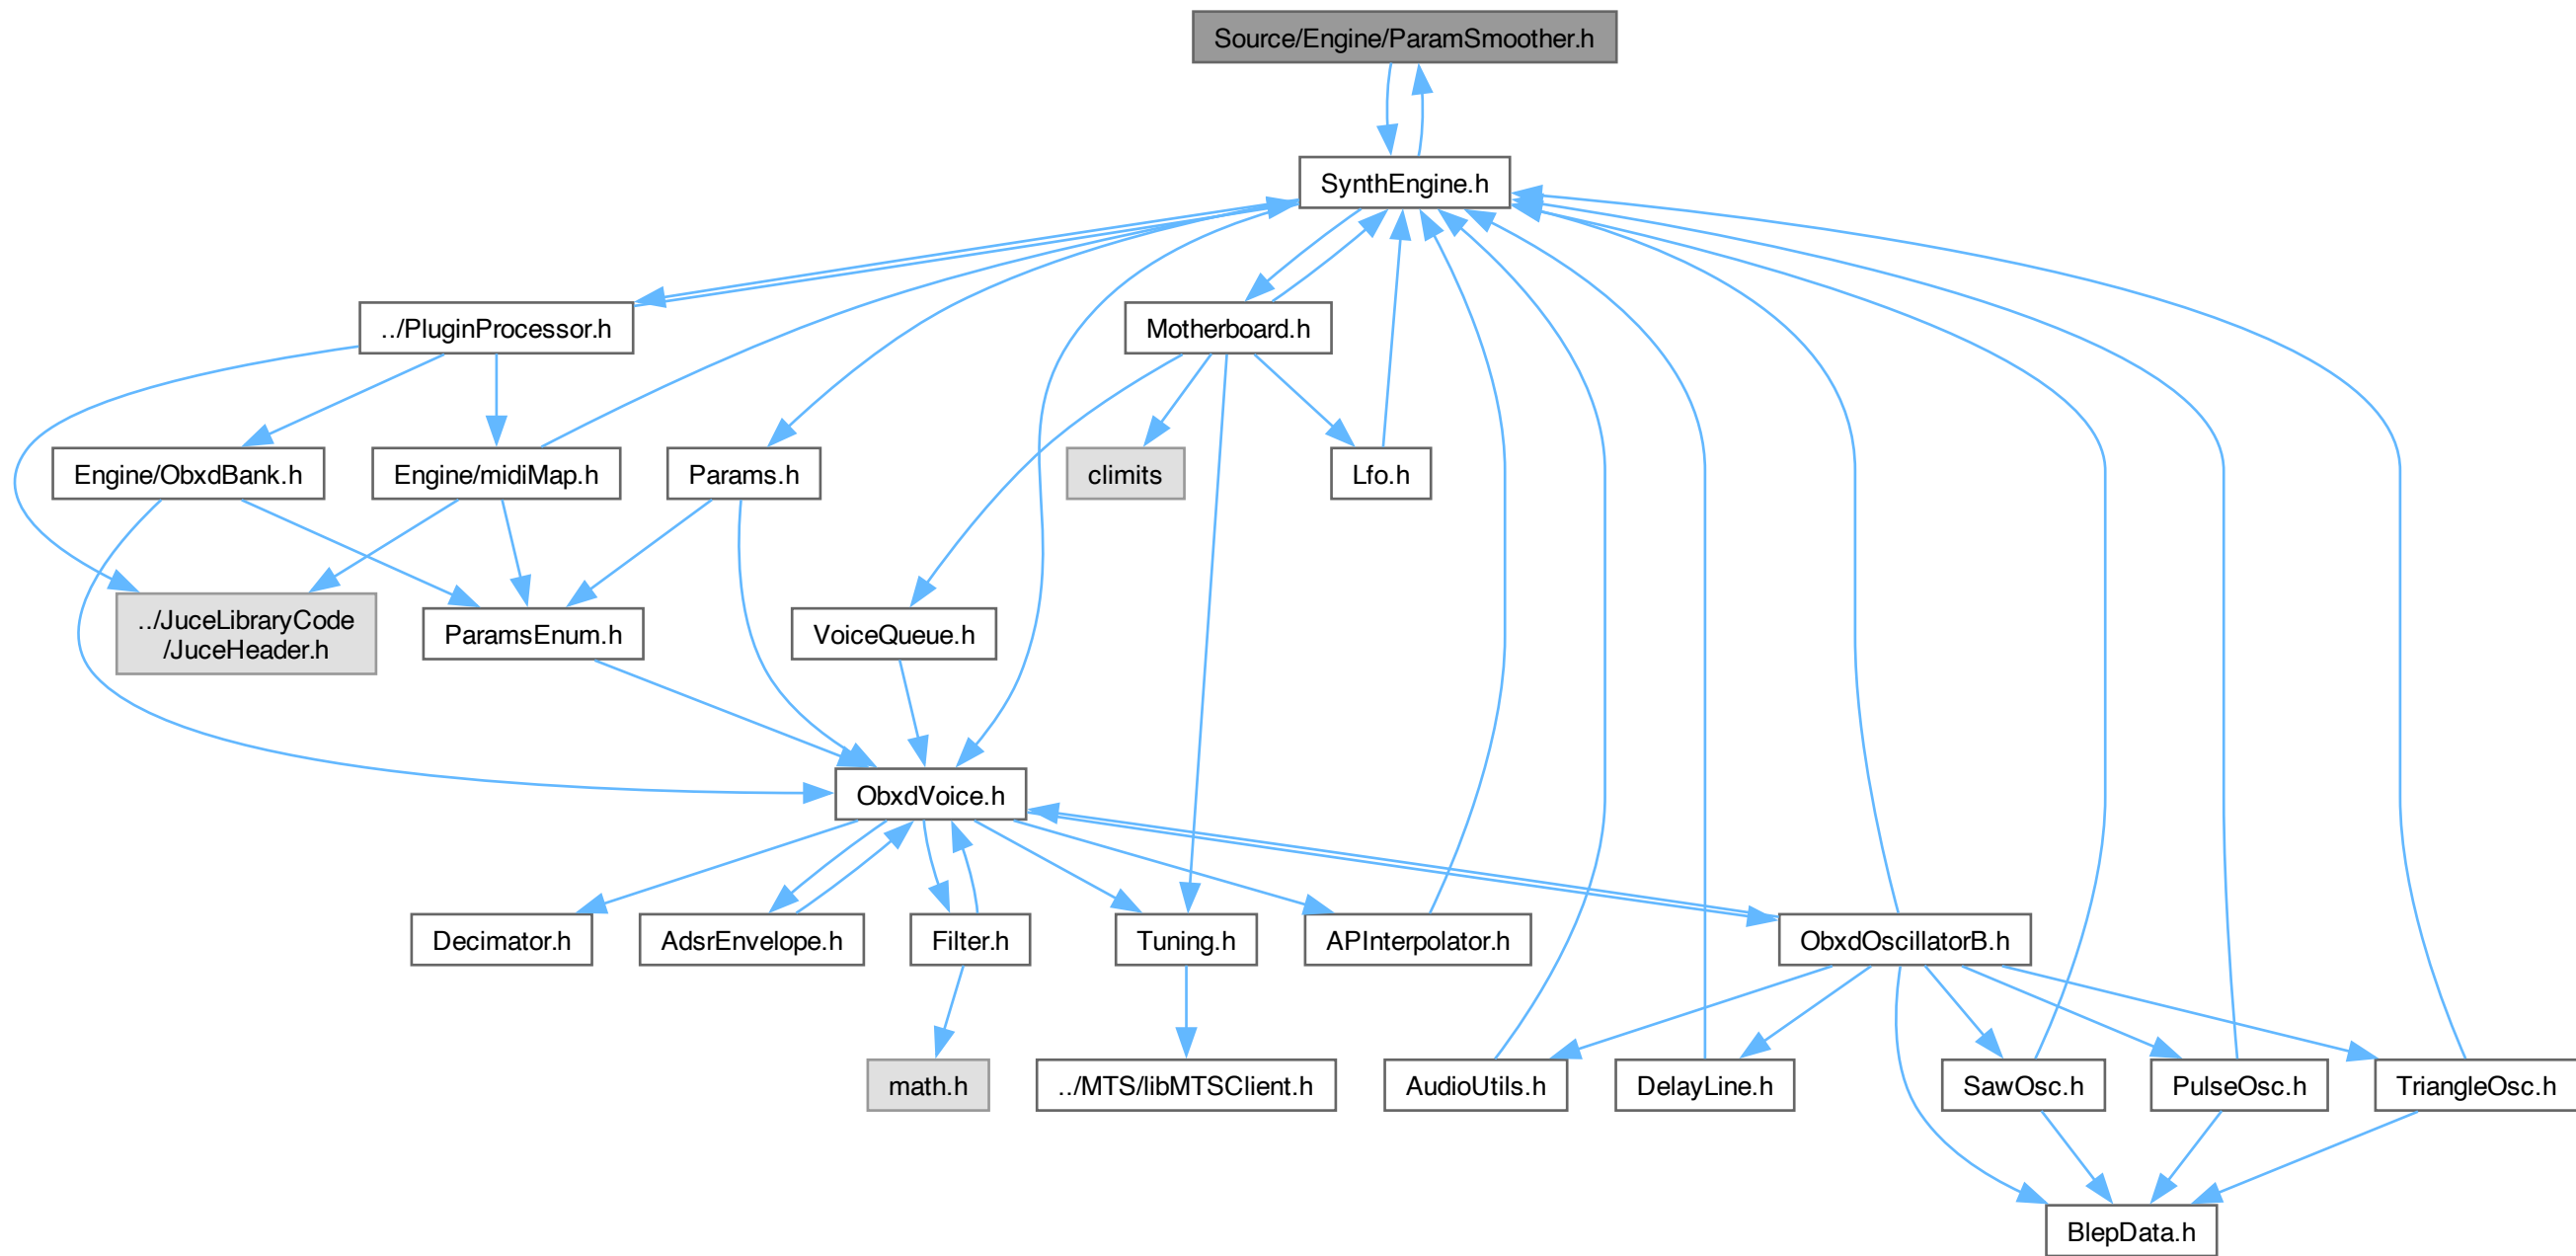 Source/Engine/ParamSmoother.h
SynthEngine.h
../PluginProcessor.h
Motherboard.h
Engine/ObxdBank.h
Engine/midiMap.h
Params.h
climits
Lfo.h
../JuceLibraryCode
/JuceHeader.h
ParamsEnum.h
VoiceQueue.h
ObxdVoice.h
Decimator.h
AdsrEnvelope.h
Filter.h
Tuning.h
APInterpolator.h
ObxdOscillatorB.h
math.h
../MTS/libMTSClient.h
AudioUtils.h
DelayLine.h
SawOsc.h
PulseOsc.h
TriangleOsc.h
BlepData.h